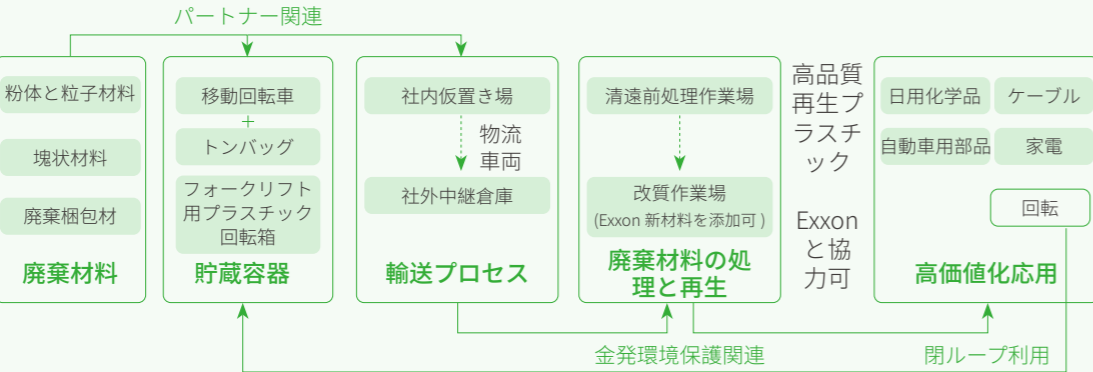 パートナー関連
粉体と粒子材料
塊状材料
廃棄梱包材
廃棄材料
移動回転車
+
トンバッグ
フォークリフト
用プラスチック
回転箱
貯蔵容器
社内仮置き場
物流
車両
社外中継倉庫
輸送プロセス
清遠前処理作業場
改質作業場
(Exxon 新材料を添加可)
廃棄材料の処
理と再生
高品質
再生プ
ラスチ
ック
Exxon
と協
力可
日用化学品
ケーブル
自動車用部品
家電
回転
高価値化応用
金発環境保護関連
閉ループ利用